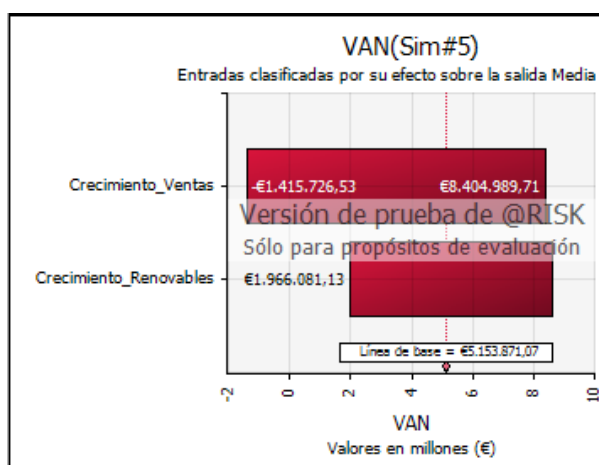 VAN(Sim#5)
Entradas clasificadas por su efecto sobre la salida Media
Crecimiento_Ventas
-€1.415.726,53
€8.404.989,71
Versión de prueba de @RISK
Sólo para propósitos de evaluación
Crecimiento_Renovables
€1.966.081,13
Línea de base = €5.153.871,07
-2
0
2
4
6
8
10
VAN
Valores en millones (€)